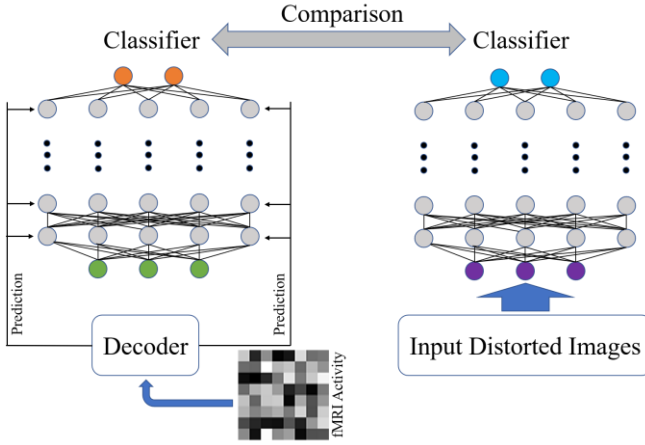 Comparison
Classifier
Classifier
Prediction
Prediction
Decoder
Input Distorted Images
fMRI Activity